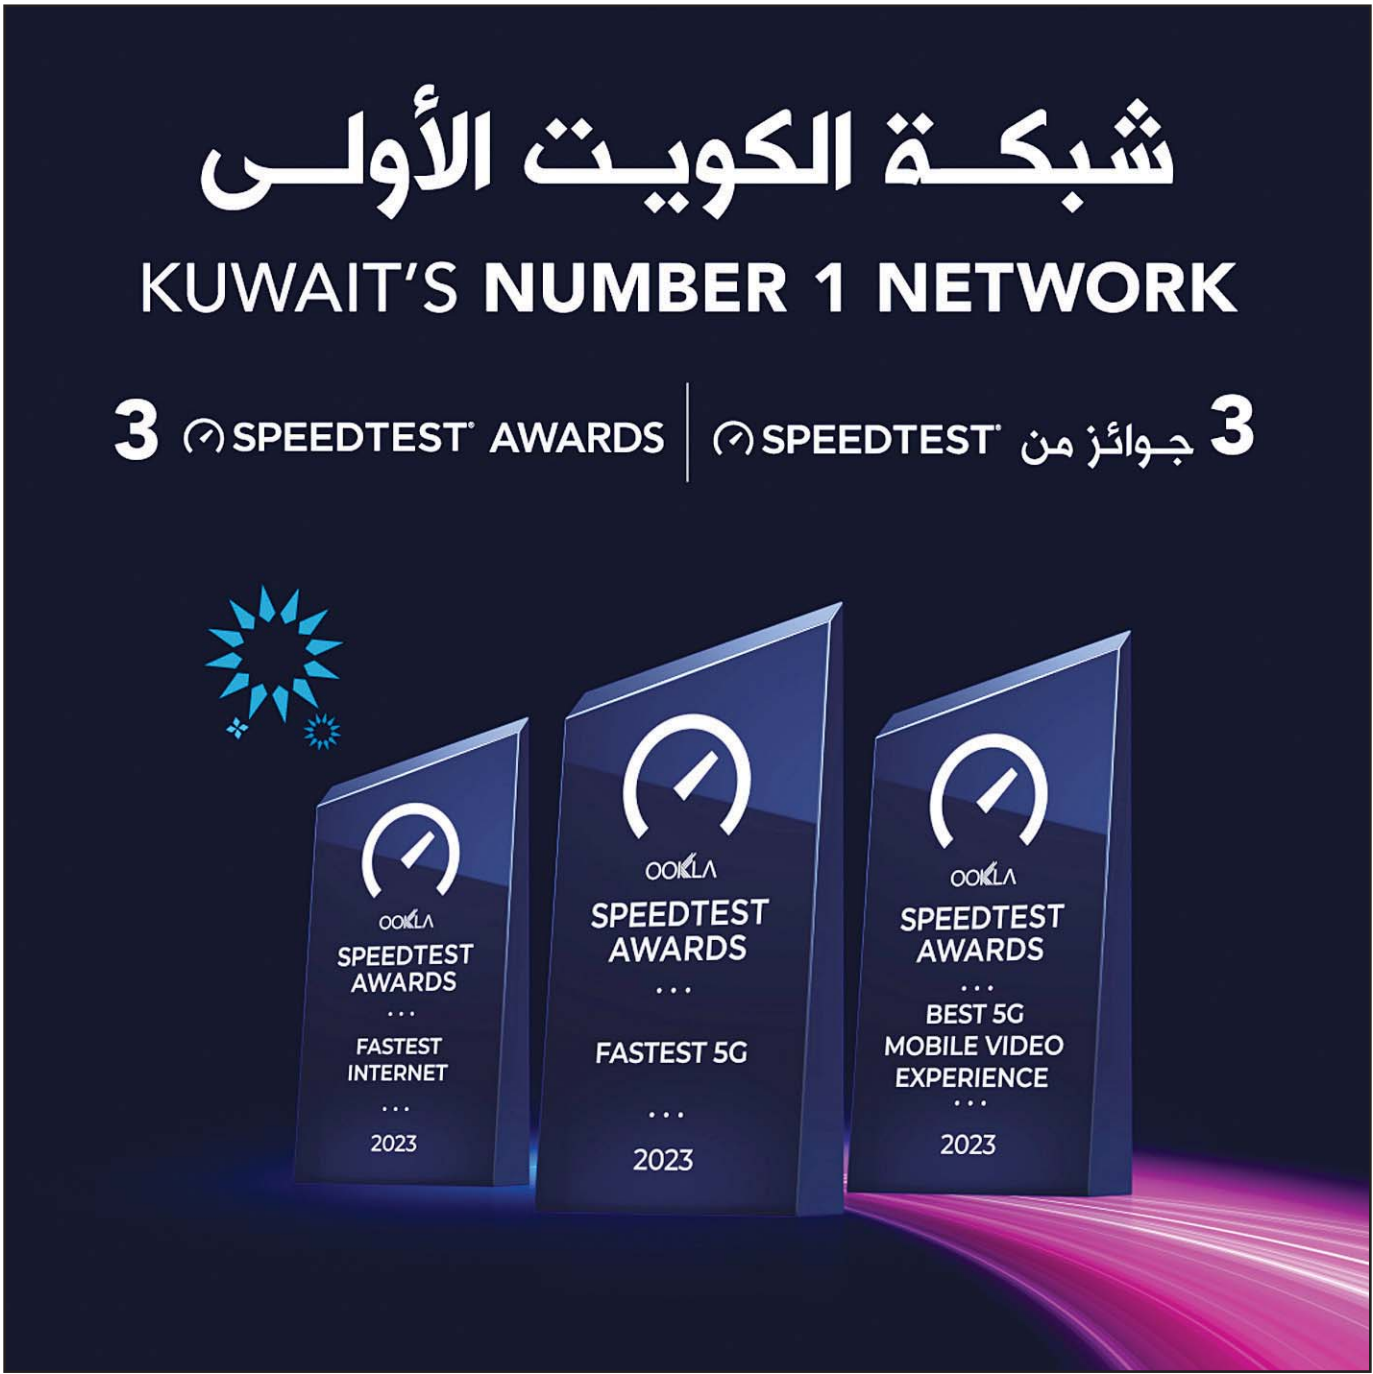 شبكة الكويت الأولى
KUWAIT'S NUMBER 1 NETWORK
3 SPEEDTEST® AWARDS
3 جوائز من SPEEDTEST®
OOKLA
SPEEDTEST
AWARDS
...
FASTEST
INTERNET
...
2023
OOKLA
SPEEDTEST
AWARDS
...
FASTEST 5G
...
2023
OOKLA
SPEEDTEST
AWARDS
...
BEST 5G
MOBILE VIDEO
EXPERIENCE
...
2023